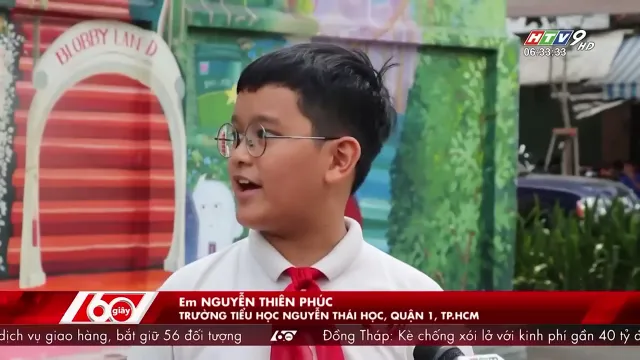 BLOBBY LAND
HTV9 HD
06:33:33
60 giây
Em NGUYỄN THIÊN PHÚC
TRƯỜNG TIỂU HỌC NGUYỄN THÁI HỌC, QUẬN 1, TP.HCM
dịch vụ giao hàng, bắt giữ 56 đối tượng 60 Đồng Tháp: Kè chống xói lở với kinh phí gần 40 tỷ đ